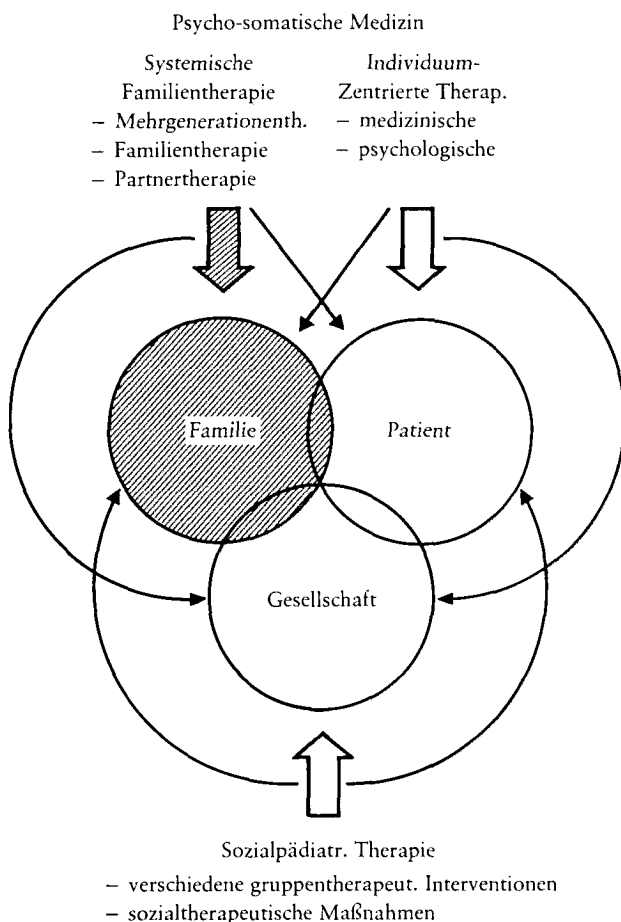 Psycho-somatische Medizin
Systemische
Familientherapie
– Mehrgenerationenth.
– Familientherapie
– Partnertherapie
Individuum-
Zentrierte Therap.
– medizinische
– psychologische
Familie
Patient
Gesellschaft
Sozialpädiatr. Therapie
– verschiedene gruppentherapeut. Interventionen
– sozialtherapeutische Maßnahmen